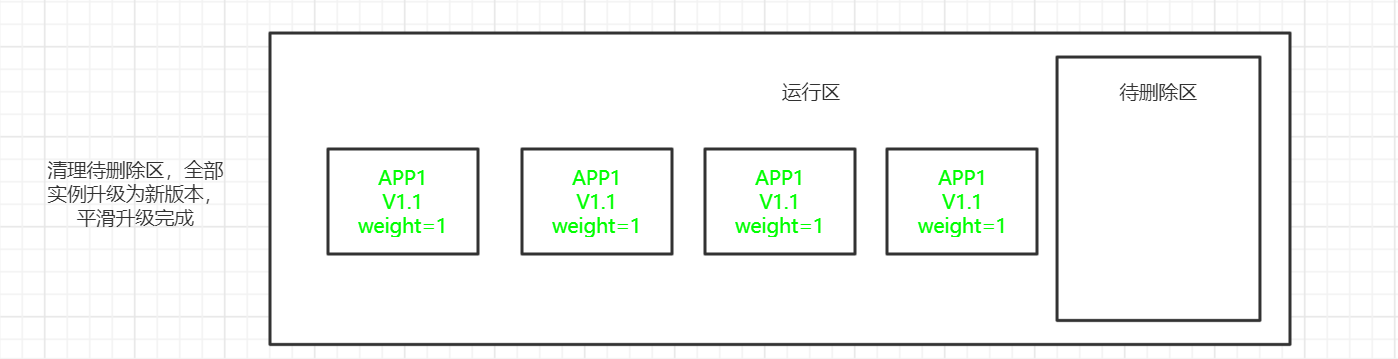 运行区
待删除区
清理待删除区，全部
实例升级为新版本，
平滑升级完成
APP1
V1.1
weight=1
APP1
V1.1
weight=1
APP1
V1.1
weight=1
APP1
V1.1
weight=1